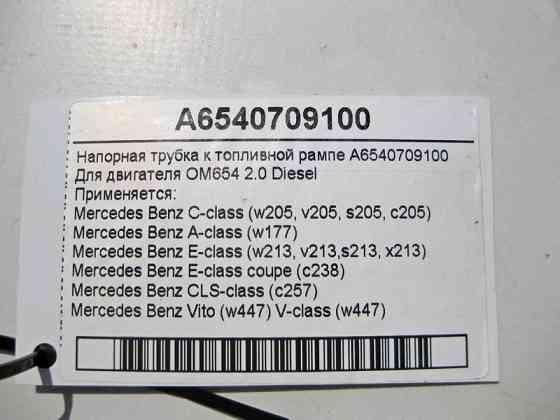 A6540709100
Напорная трубка к топливной рампе A6540709100
Для двигателя OM654 2.0 Diesel
Применяется:
Mercedes Benz C-class (w205, v205, s205, c205)
Mercedes Benz A-class (w177)
Mercedes Benz E-class (w213, v213,s213, x213)
Mercedes Benz E-class coupe (c238)
Mercedes Benz CLS-class (c257)
Mercedes Benz Vito (w447) V-class (w447)